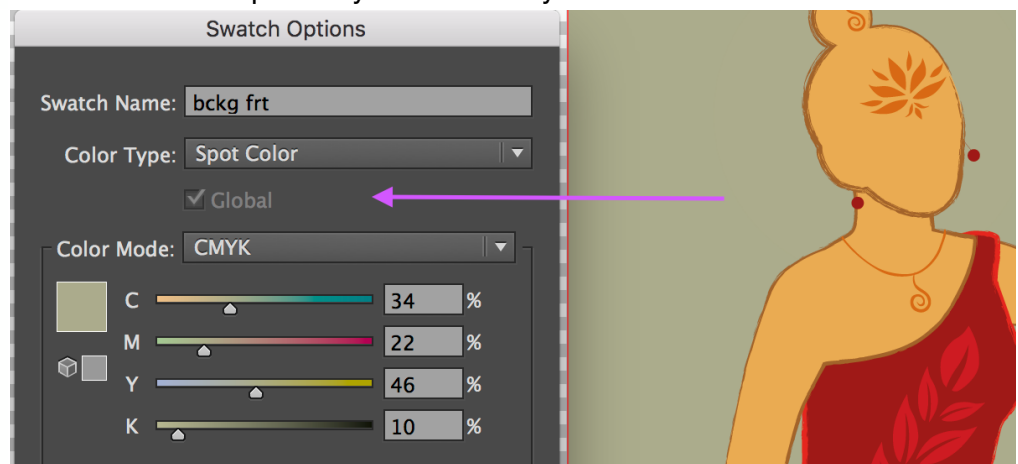 Swatch Options
Swatch Name: bckg frt
Color Type: Spot Color
Global
Color Mode: CMYK
C 34 %
M 22 %
Y 46 %
K 10 %